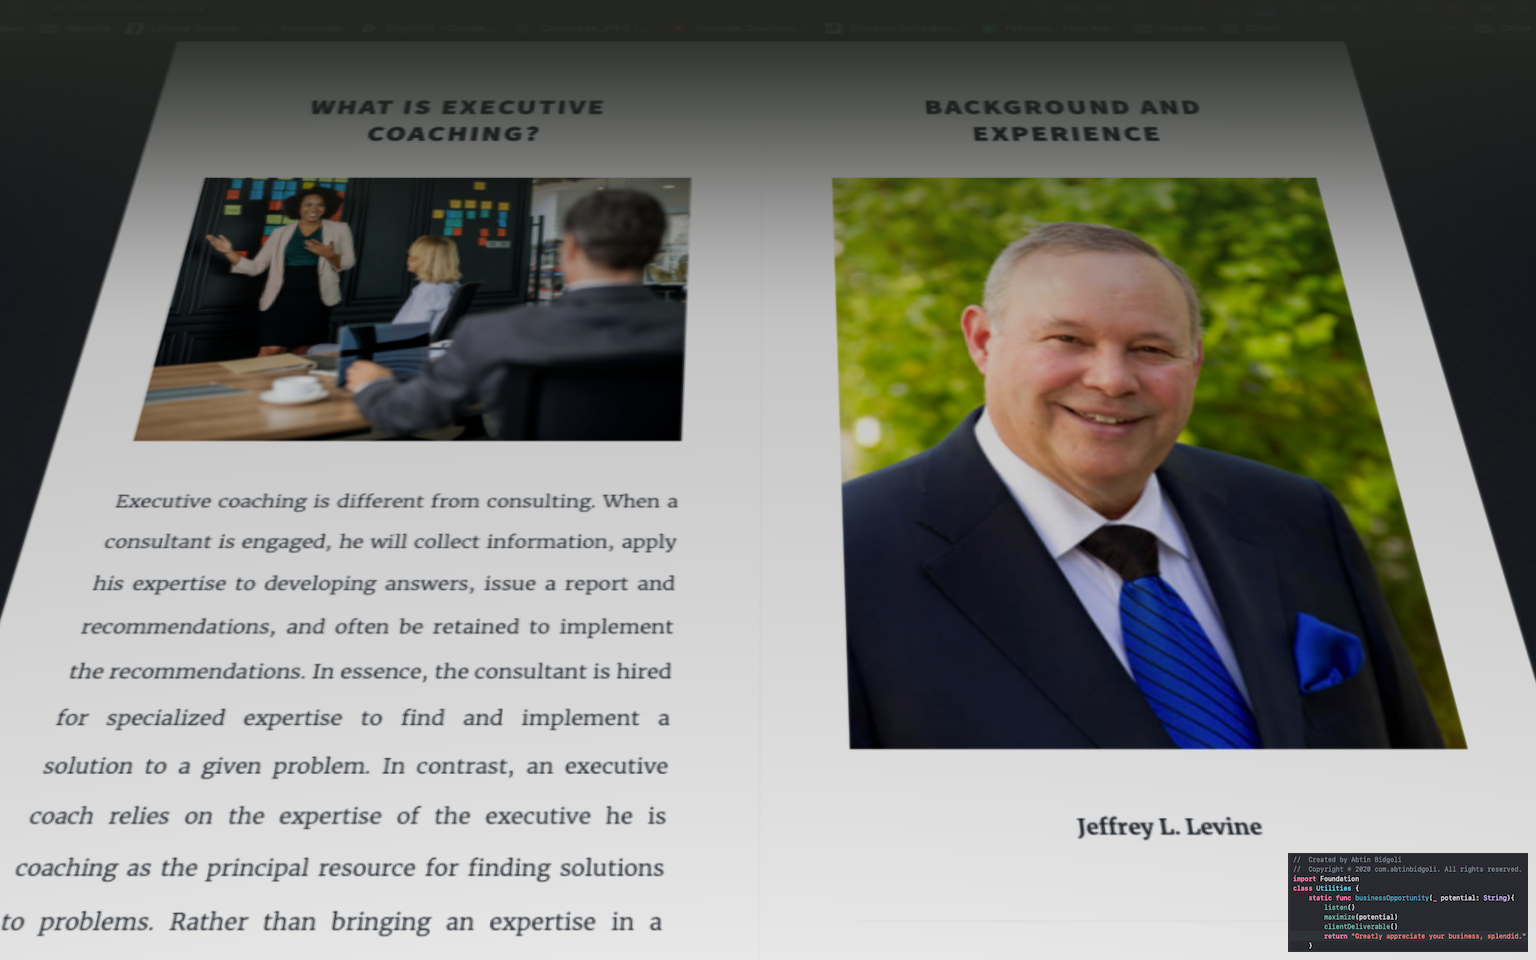 WHAT IS EXECUTIVE
COACHING?
Executive coaching is different from consulting. When a
consultant is engaged, he will collect information, apply
his expertise to developing answers, issue a report and
recommendations, and often be retained to implement
the recommendations. In essence, the consultant is hired
for specialized expertise to find and implement a
solution to a given problem. In contrast, an executive
coach relies on the expertise of the executive he is
coaching as the principal resource for finding solutions
to problems. Rather than bringing an expertise in a
BACKGROUND AND
EXPERIENCE
Jeffrey L. Levine
// Created by Abtin Bidgoli
// Copyright © 2020 com.abtinbidgoli. All rights reserved.
import Foundation
class Utilities {
static func businessOpportunity(_ potential: String){
listen()
maximize(potential)
clientDeliverable()
return "Greatly appreciate your business, splendid."
}